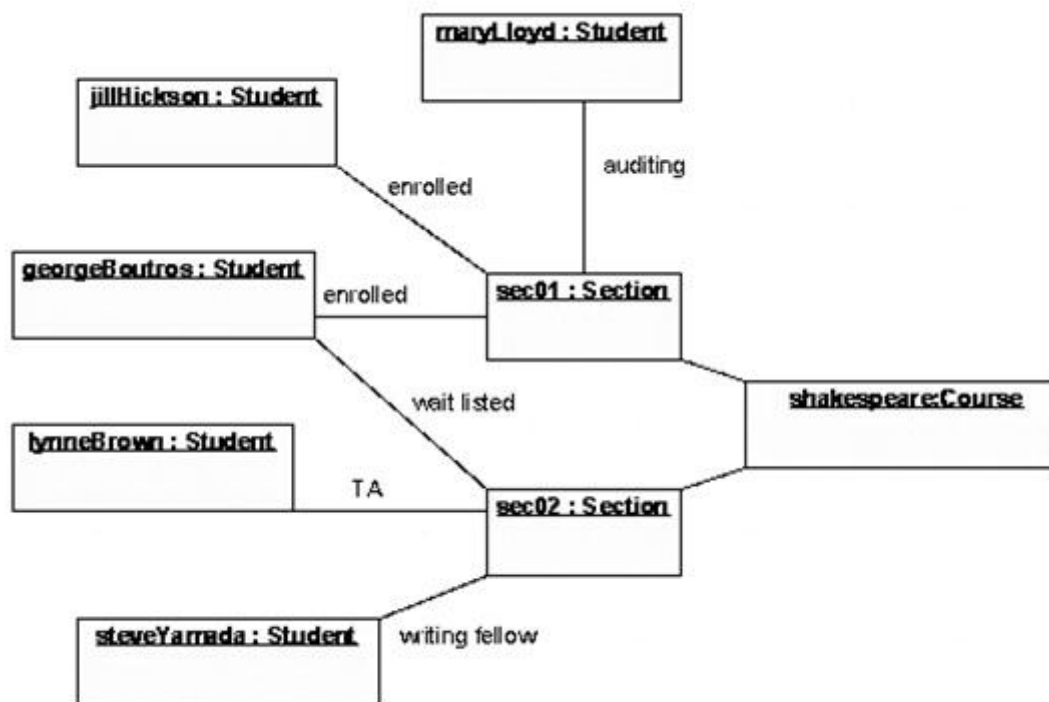 maryLloyd : Student
jillHickson : Student
auditing
enrolled
georgeBoutros : Student
enrolled
sec01 : Section
wait listed
shakespeare:Course
lynneBrown : Student
TA
sec02 : Section
steveYamada : Student
writing fellow